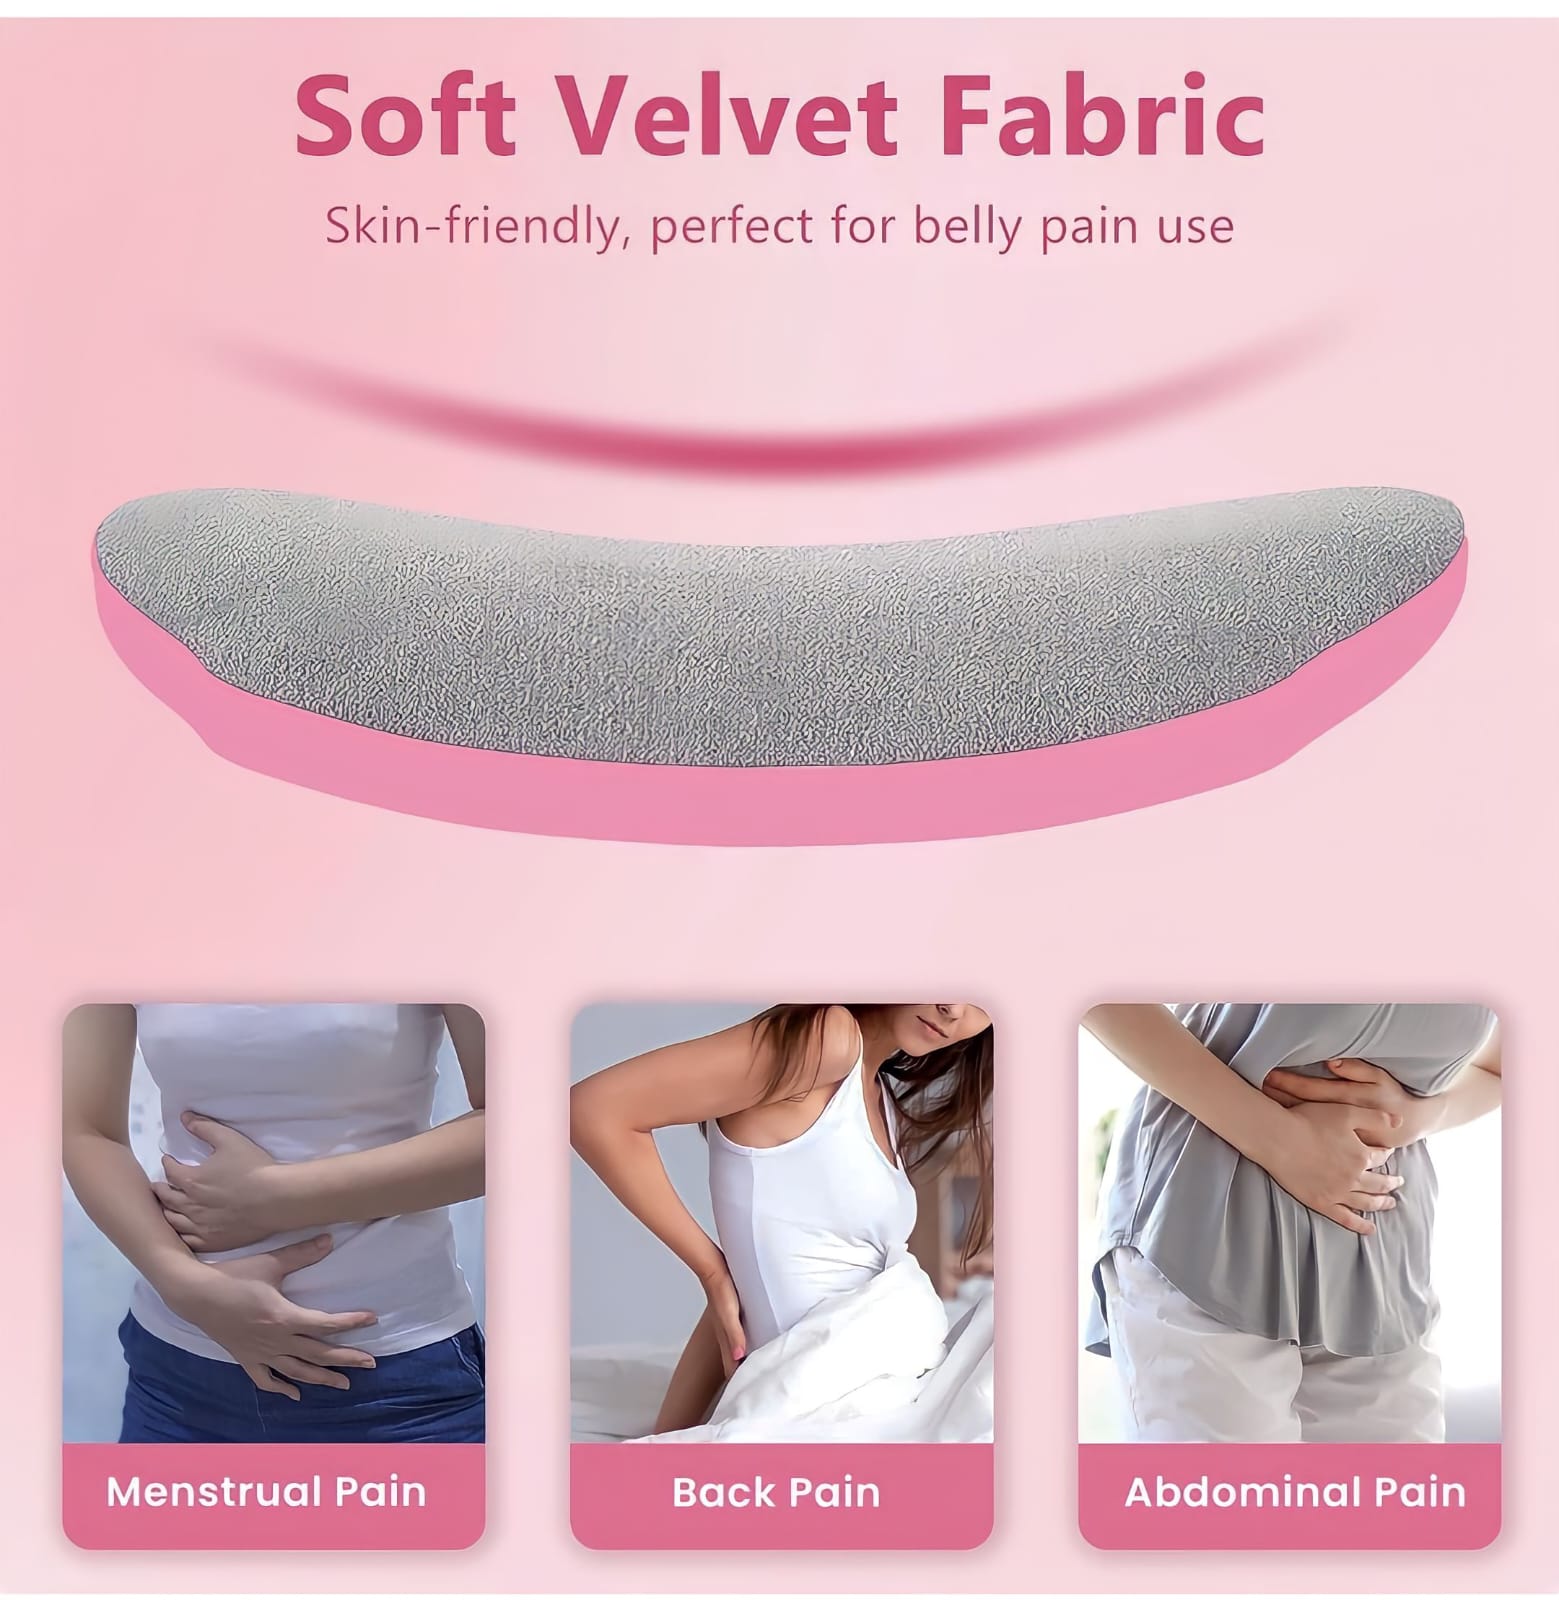 Soft Velvet Fabric
Skin-friendly, perfect for belly pain use
Menstrual Pain
Back Pain
Abdominal Pain